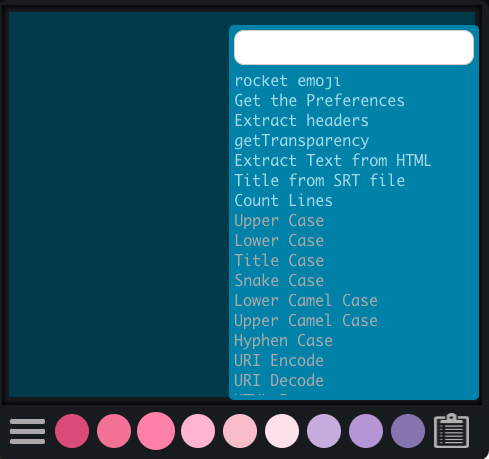 rocket emoji
Get the Preferences
Extract headers
getTransparency
Extract Text from HTML
Title from SRT file
Count Lines
Upper Case
Lower Case
Title Case
Snake Case
Lower Camel Case
Upper Camel Case
Hyphen Case
URI Encode
URI Decode